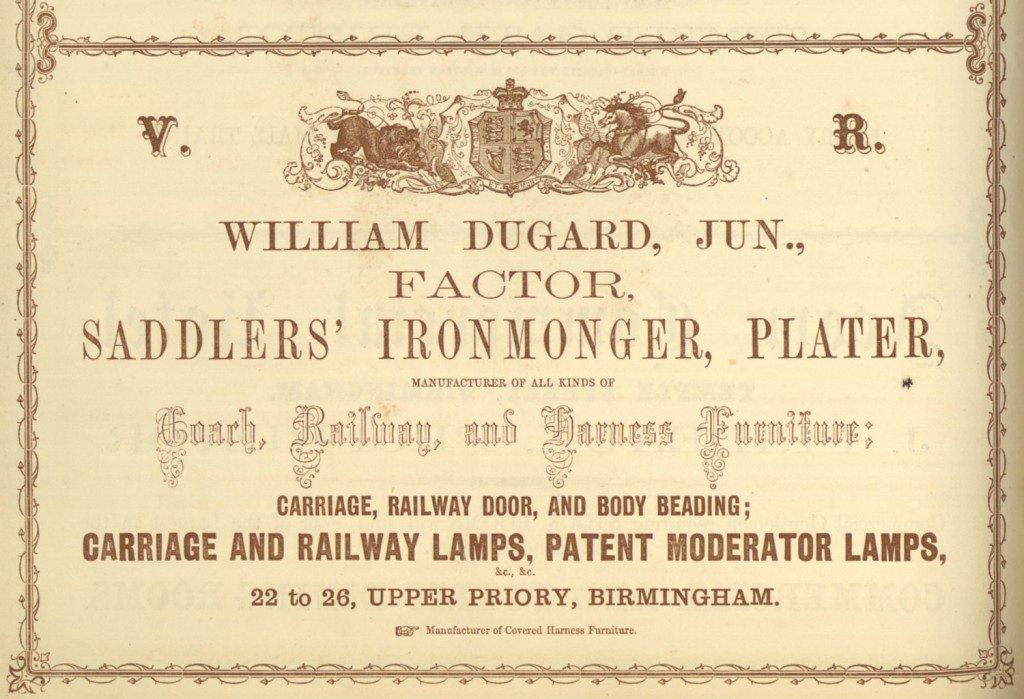 V. R.
WILLIAM DUGARD, JUN.,
FACTOR,
SADDLERS' IRONMONGER, PLATER,
MANUFACTURER OF ALL KINDS OF
Coach, Railway, and Harness Furniture;
CARRIAGE, RAILWAY DOOR, AND BODY BEADING;
CARRIAGE AND RAILWAY LAMPS, PATENT MODERATOR LAMPS,
&c., &c.
22 to 26, UPPER PRIORY, BIRMINGHAM.
☞ Manufacturer of Covered Harness Furniture.